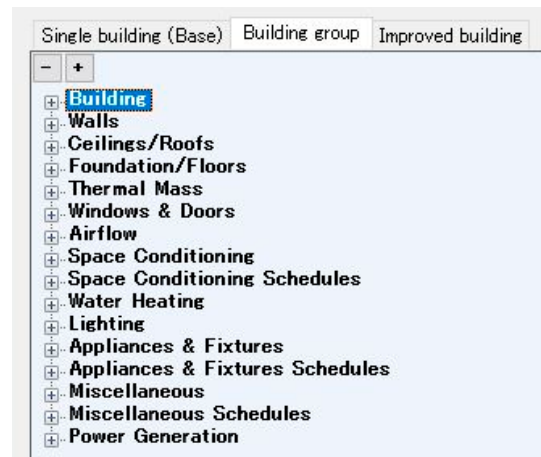 Single building (Base) Building group Improved building
- +
Building
Walls
Ceilings/Roofs
Foundation/Floors
Thermal Mass
Windows & Doors
Airflow
Space Conditioning
Space Conditioning Schedules
Water Heating
Lighting
Appliances & Fixtures
Appliances & Fixtures Schedules
Miscellaneous
Miscellaneous Schedules
Power Generation